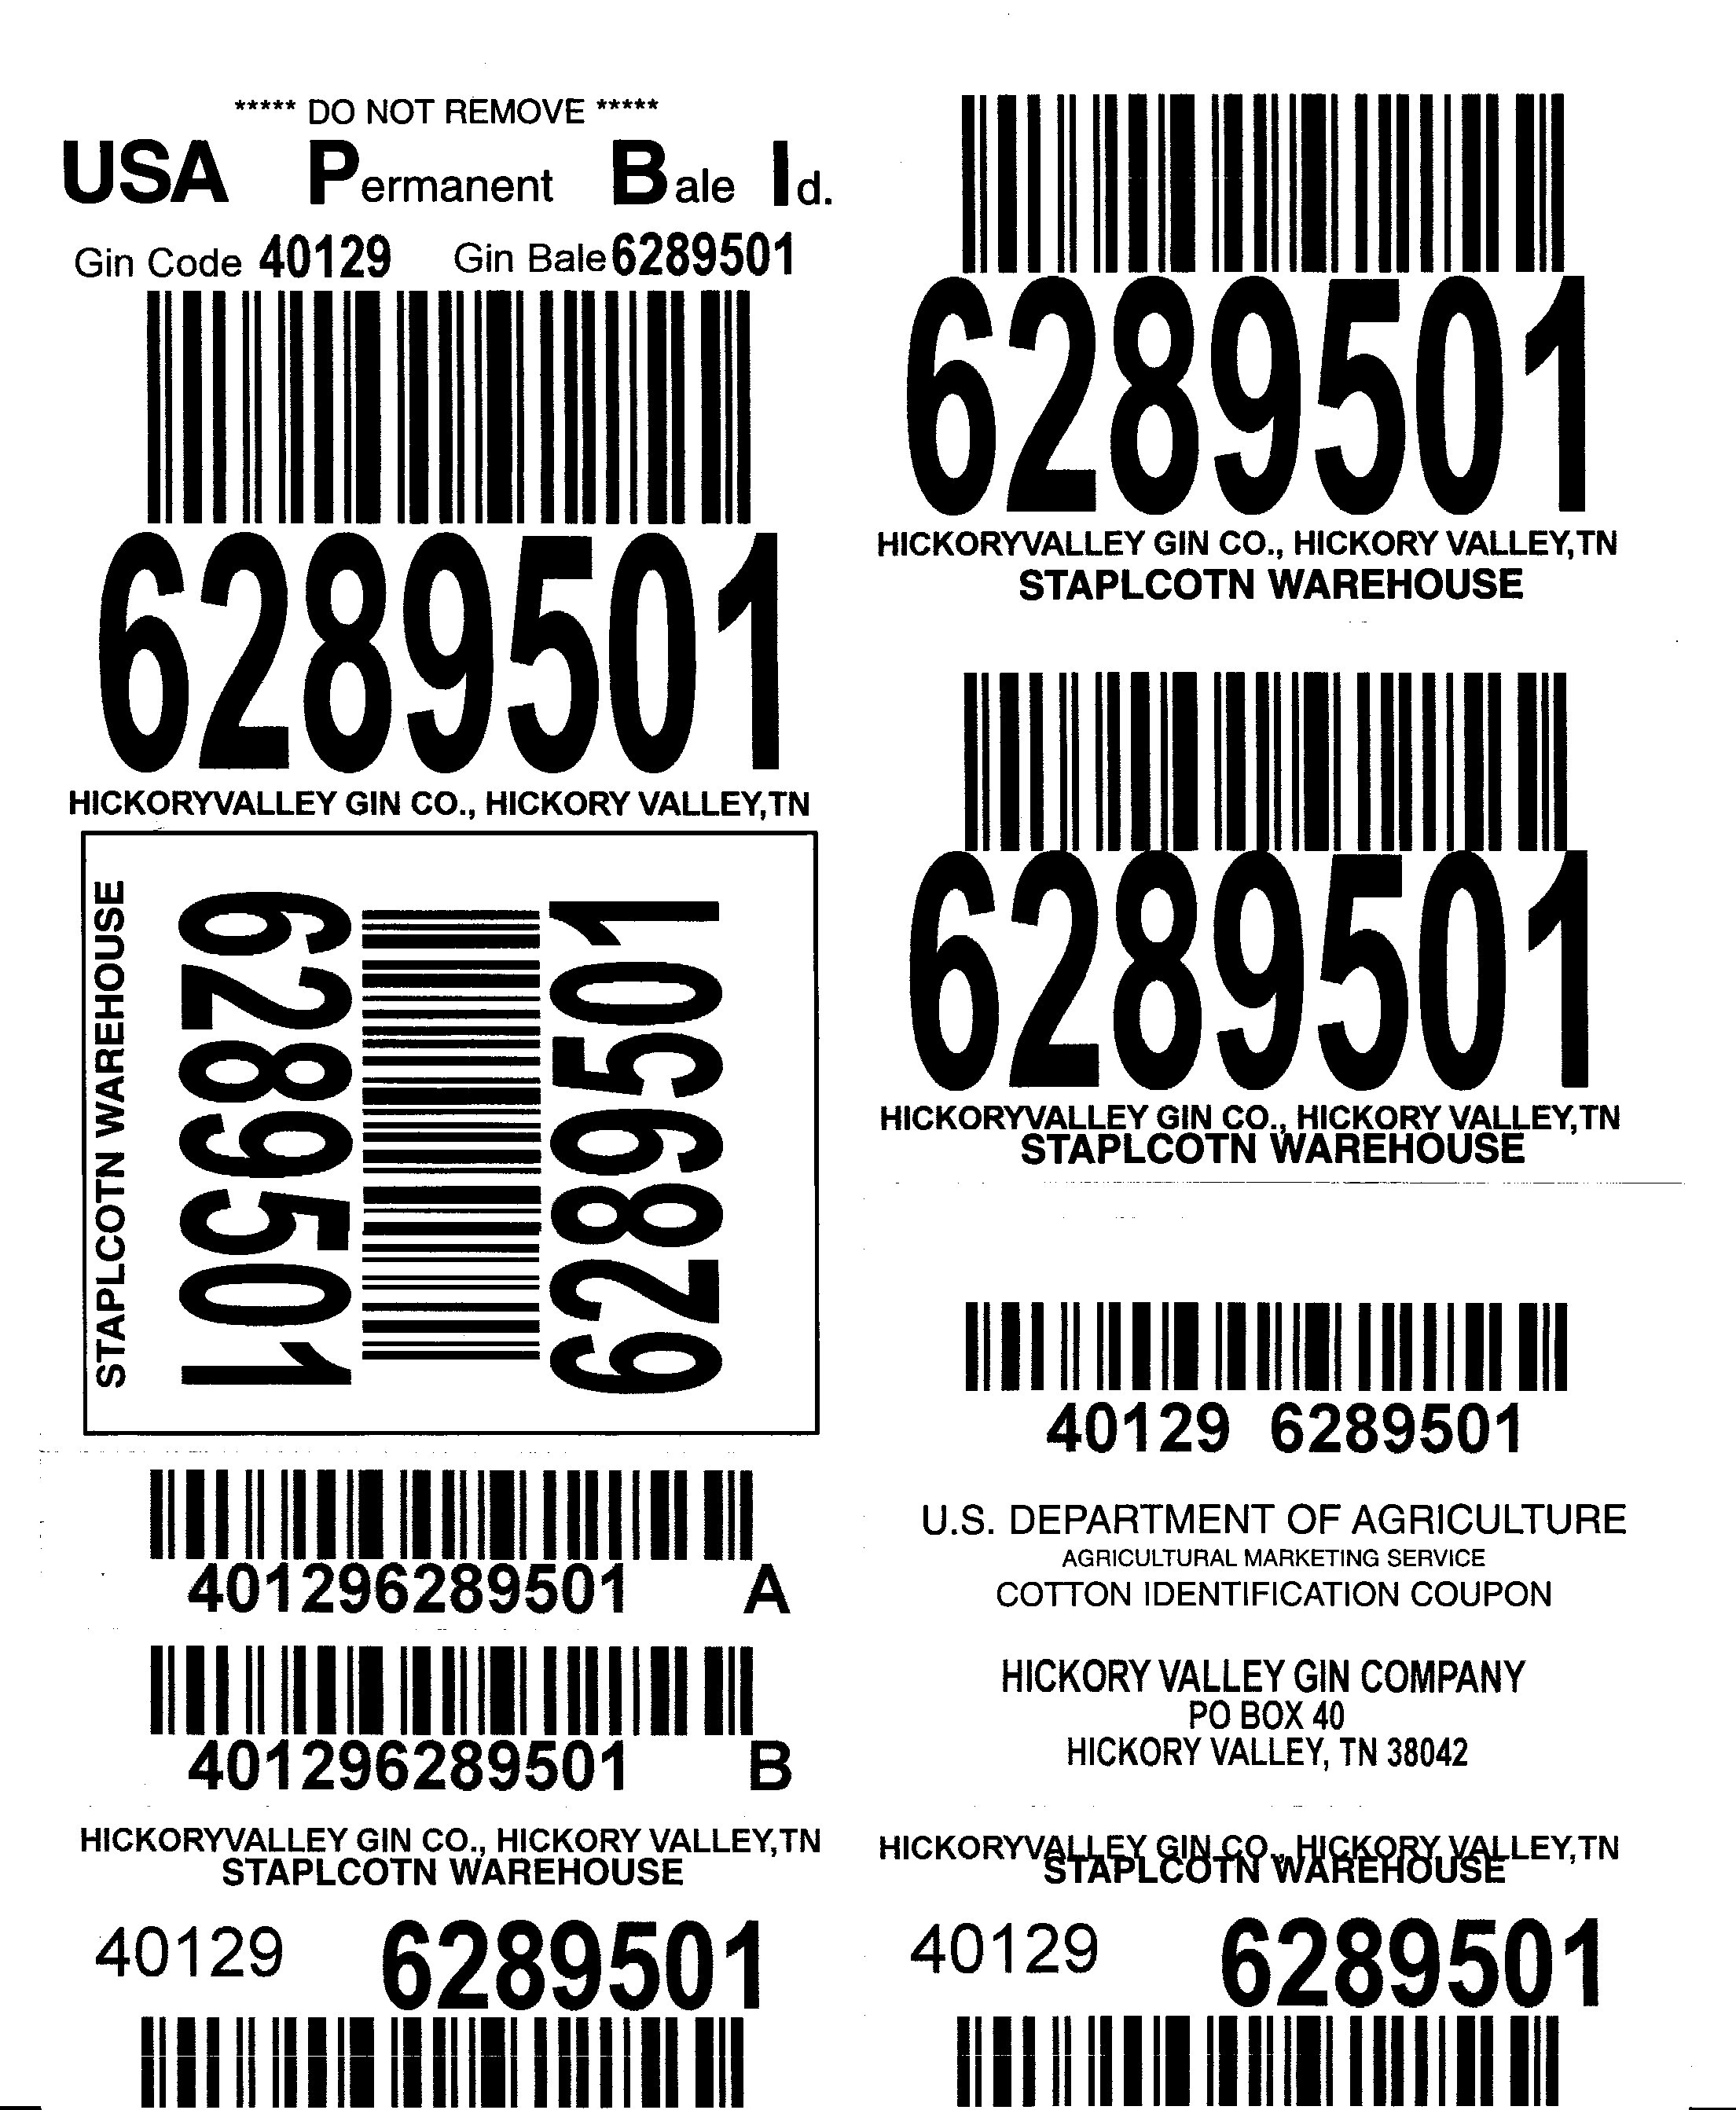 ***** DO NOT REMOVE *****
USA Permanent Bale Id.
Gin Code 40129 Gin Bale 6289501
6289501
HICKORYVALLEY GIN CO., HICKORY VALLEY,TN
STAPLCOTN WAREHOUSE
6289501
6289501
401296289501 A
401296289501 B
HICKORYVALLEY GIN CO., HICKORY VALLEY,TN
STAPLCOTN WAREHOUSE
40129 6289501
6289501
HICKORYVALLEY GIN CO., HICKORY VALLEY,TN
STAPLCOTN WAREHOUSE
6289501
HICKORYVALLEY GIN CO., HICKORY VALLEY,TN
STAPLCOTN WAREHOUSE
40129 6289501
U.S. DEPARTMENT OF AGRICULTURE
AGRICULTURAL MARKETING SERVICE
COTTON IDENTIFICATION COUPON
HICKORY VALLEY GIN COMPANY
PO BOX 40
HICKORY VALLEY, TN 38042
HICKORYVALLEY GIN CO., HICKORY VALLEY,TN
STAPLCOTN WAREHOUSE
40129 6289501